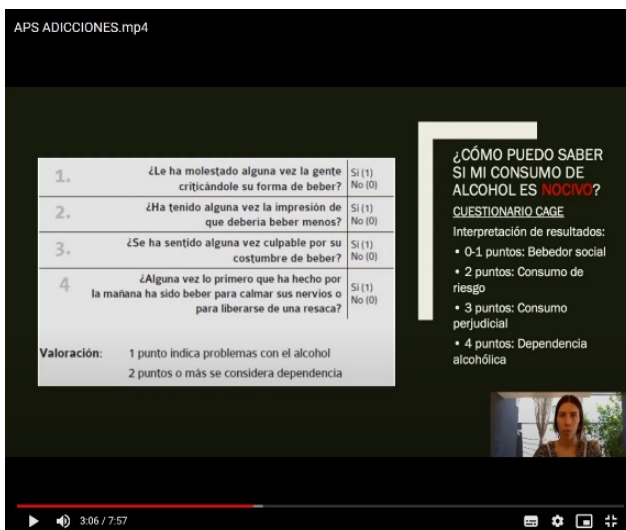 APS ADICCIONES.mp4
1. ¿Le ha molestado alguna vez la gente Si (1)
criticándole su forma de beber? No (0)
2. ¿Ha tenido alguna vez la impresión de Si (1)
que debería beber menos? No (0)
3. ¿Se ha sentido alguna vez culpable por su Si (1)
costumbre de beber? No (0)
4 ¿Alguna vez lo primero que ha hecho por
la mañana ha sido beber para calmar sus nervios o
para liberarse de una resaca?
Si (1)
No (0)
Valoración: 1 punto indica problemas con el alcohol
2 puntos o más se considera dependencia
¿CÓMO PUEDO SABER
SI MI CONSUMO DE
ALCOHOL ES NOCIVO?
CUESTIONARIO CAGE
Interpretación de resultados:
• 0-1 puntos: Bebedor social
• 2 puntos: Consumo de
riesgo
• 3 puntos: Consumo
perjudicial
• 4 puntos: Dependencia
alcohólica
3:06 / 7:57